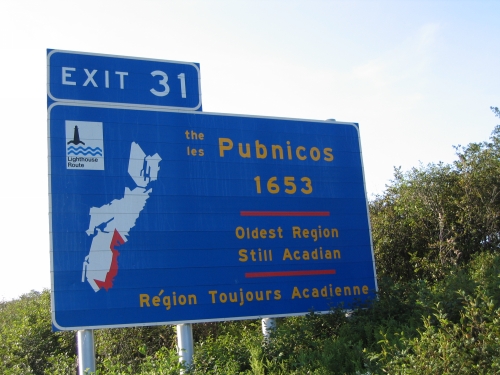 EXIT 31
Lighthouse
Route
the
les
Pubnicos
1653
Oldest Region
Still Acadian
Région Toujours Acadienne